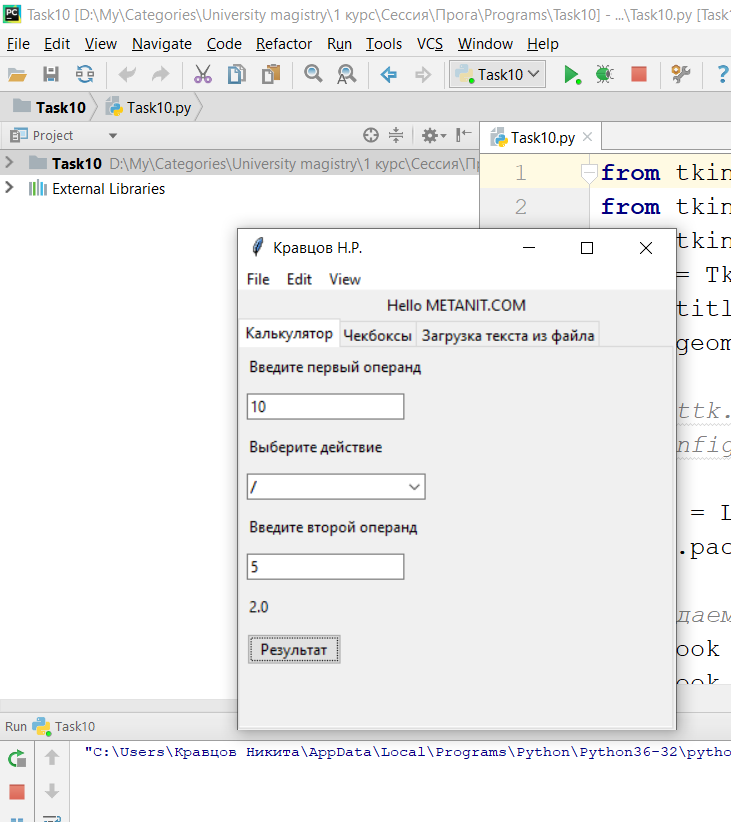 Task10 [D:\My\Categories\University magistry\1 курс\Сессия\Прога\Programs\Task10] - ...\Task10.py [Task
File Edit View Navigate Code Refactor Run Tools VCS Window Help
Task10
Task10 Task10.py
Project
Task10.py
Task10 D:\My\Categories\University magistry\1 курс\Сессия\Пр
External Libraries
1 from tkin
2 from tkin
tkin
= Tk
titl
geom
ttk.
nfig
= L
.pac
даем
ook
ook
Кравцов Н.Р.
File Edit View
Hello METANIT.COM
Калькулятор Чекбоксы Загрузка текста из файла
Введите первый операнд
10
Выберите действие
/
Введите второй операнд
5
2.0
Результат
Run Task10
"C:\Users\Кравцов Никита\AppData\Local\Programs\Python\Python36-32\pytho